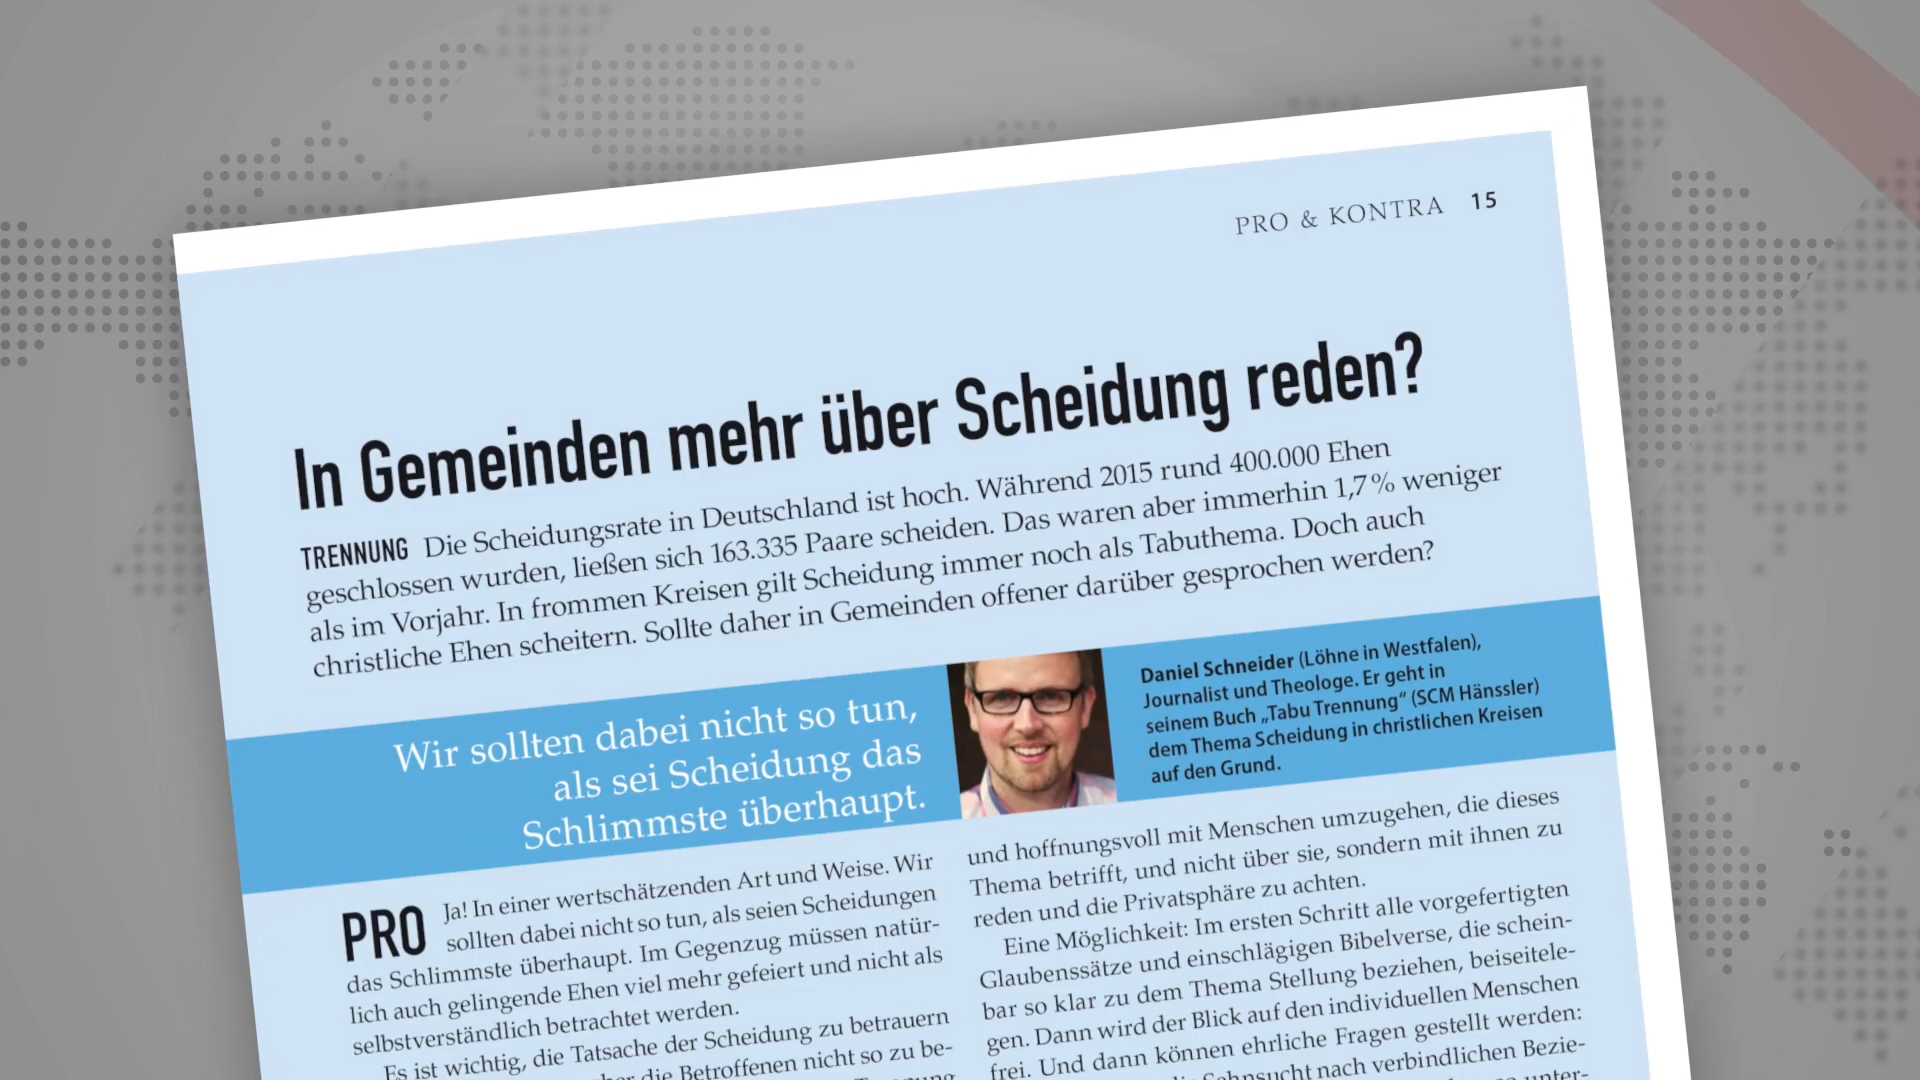 PRO & KONTRA 15
In Gemeinden mehr über Scheidung reden?
TRENNUNG Die Scheidungsrate in Deutschland ist hoch. Während 2015 rund 400.000 Ehen
geschlossen wurden, ließen sich 163.335 Paare scheiden. Das waren aber immerhin 1,7 % weniger
als im Vorjahr. In frommen Kreisen gilt Scheidung immer noch als Tabuthema. Doch auch
christliche Ehen scheitern. Sollte daher in Gemeinden offener darüber gesprochen werden?
Wir sollten dabei nicht so tun,
als sei Scheidung das
Schlimmste überhaupt.
Daniel Schneider (Löhne in Westfalen),
Journalist und Theologe. Er geht in
seinem Buch „Tabu Trennung“ (SCM Hänssler)
dem Thema Scheidung in christlichen Kreisen
auf den Grund.
PRO Ja! In einer wertschätzenden Art und Weise. Wir
sollten dabei nicht so tun, als seien Scheidungen
das Schlimmste überhaupt. Im Gegenzug müssen natür-
lich auch gelingende Ehen viel mehr gefeiert und nicht als
selbstverständlich betrachtet werden.
Es ist wichtig, die Tatsache der Scheidung zu betrauern
die Betroffenen nicht so zu be-
und hoffnungsvoll mit Menschen umzugehen, die dieses
Thema betrifft, und nicht über sie, sondern mit ihnen zu
reden und die Privatsphäre zu achten.
Eine Möglichkeit: Im ersten Schritt alle vorgefertigten
Glaubenssätze und einschlägigen Bibelverse, die schein-
bar so klar zu dem Thema Stellung beziehen, beiseitele-
gen. Dann wird der Blick auf den individuellen Menschen
frei. Und dann können ehrliche Fragen gestellt werden:
Sehnsucht nach verbindlichen Bezie-